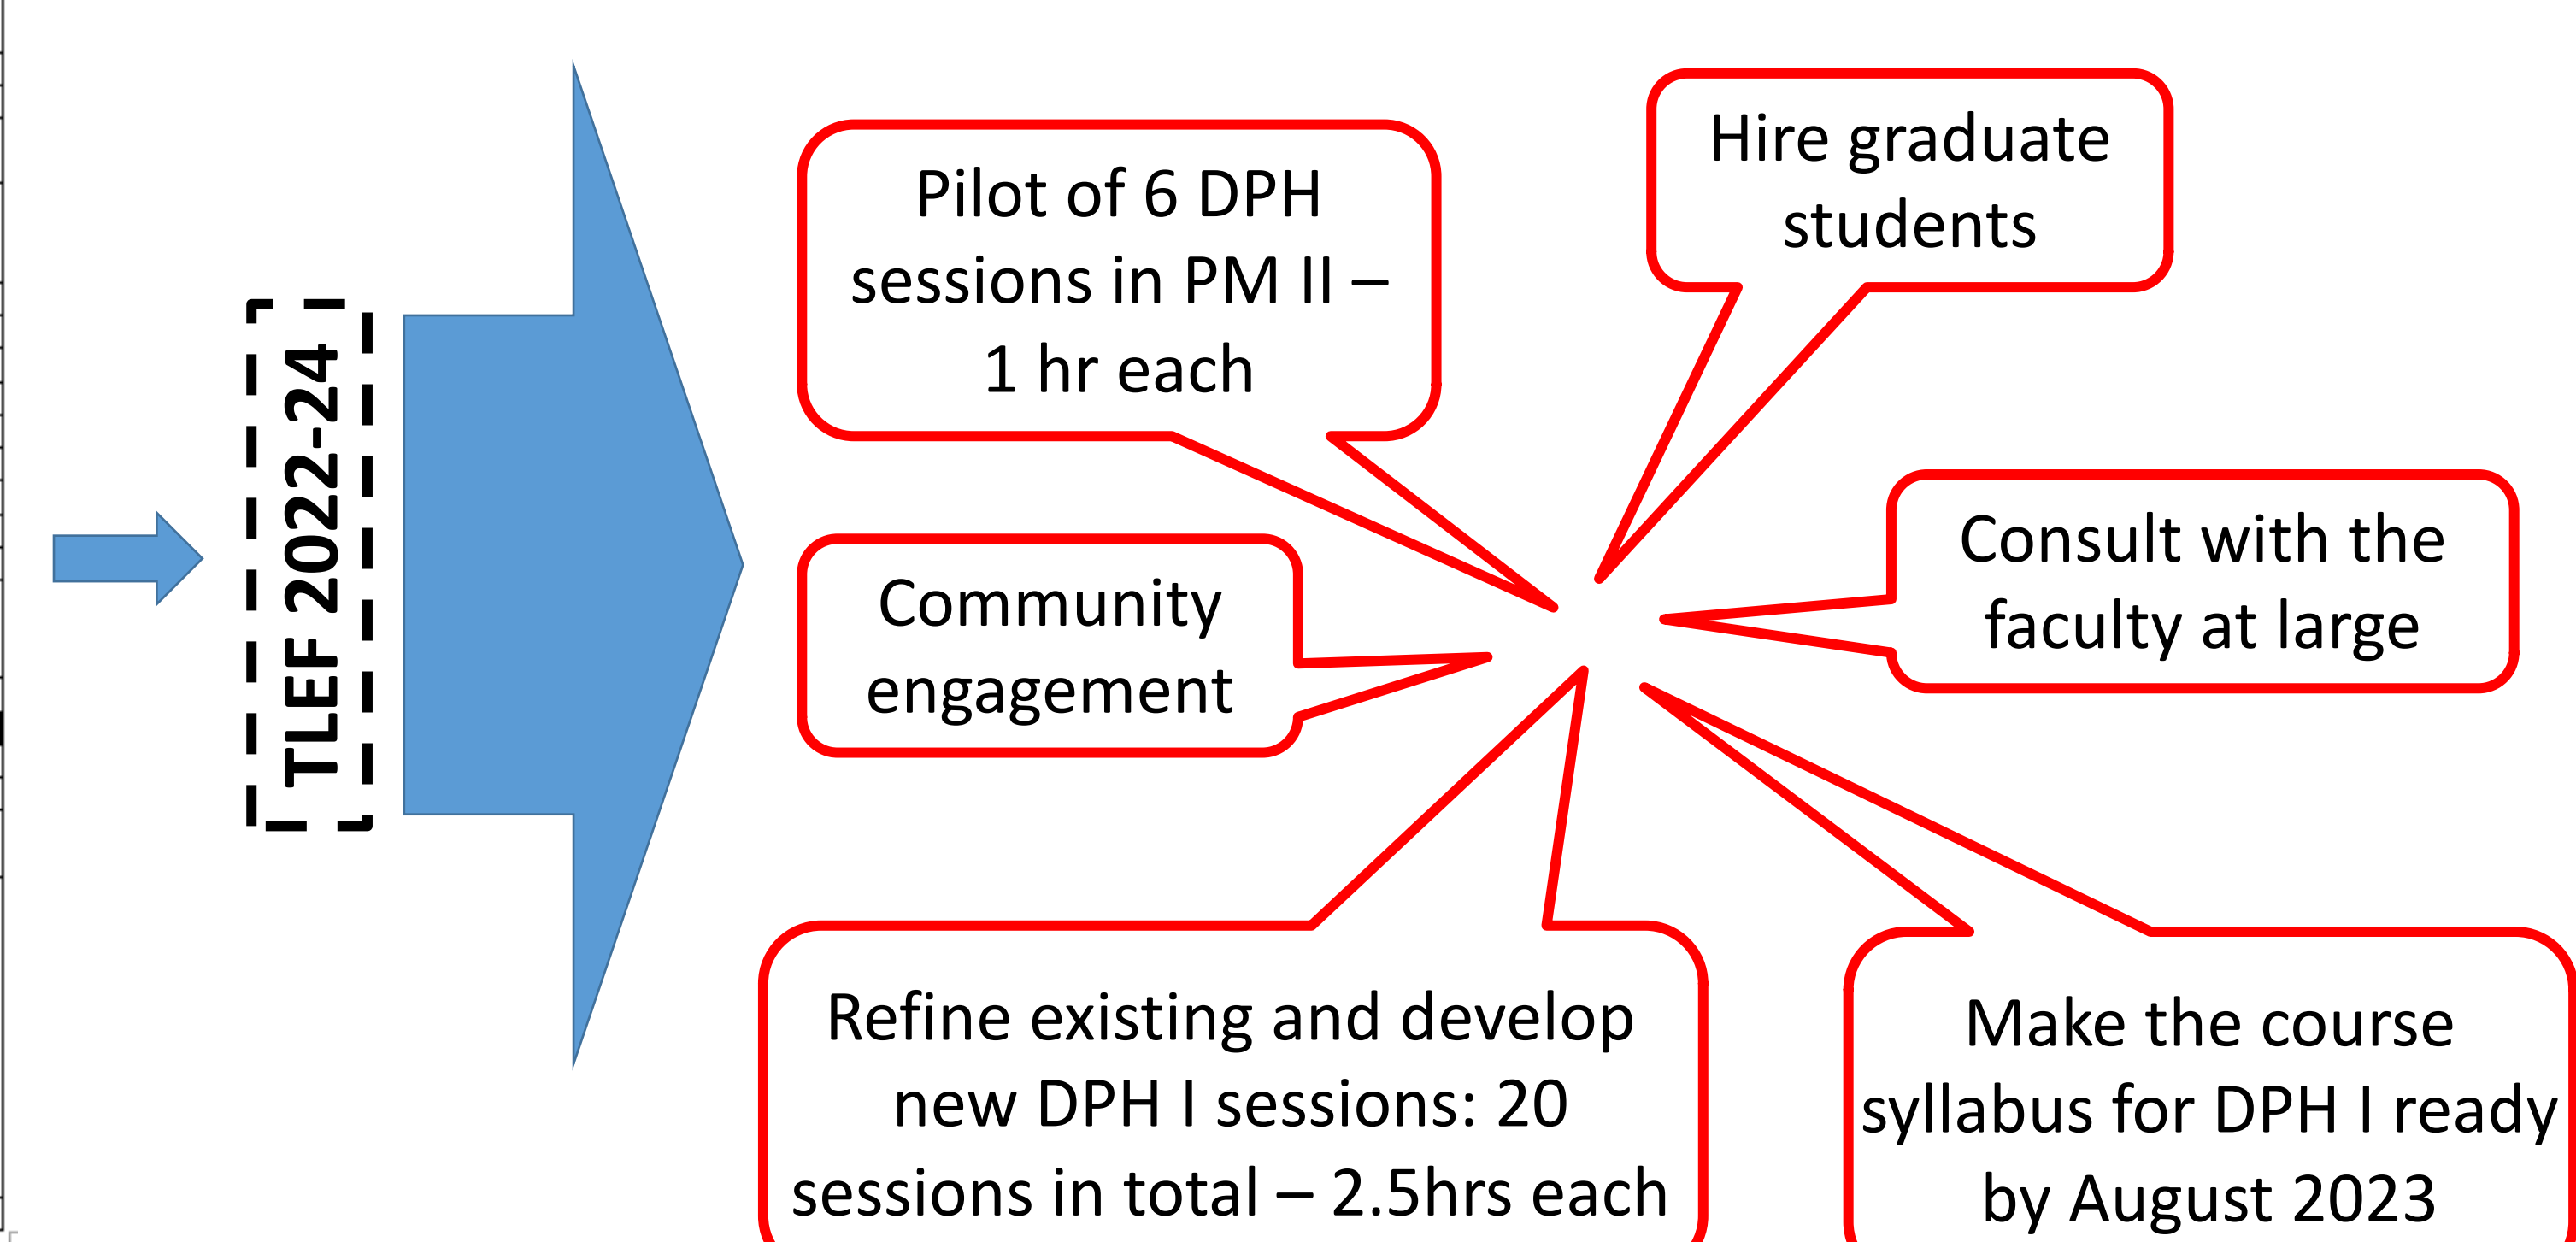 TLEF 2022-24
Pilot of 6 DPH
sessions in PM II –
1 hr each
Hire graduate
students
Community
engagement
Consult with the
faculty at large
Refine existing and develop
new DPH I sessions: 20
sessions in total – 2.5hrs each
Make the course
syllabus for DPH I ready
by August 2023